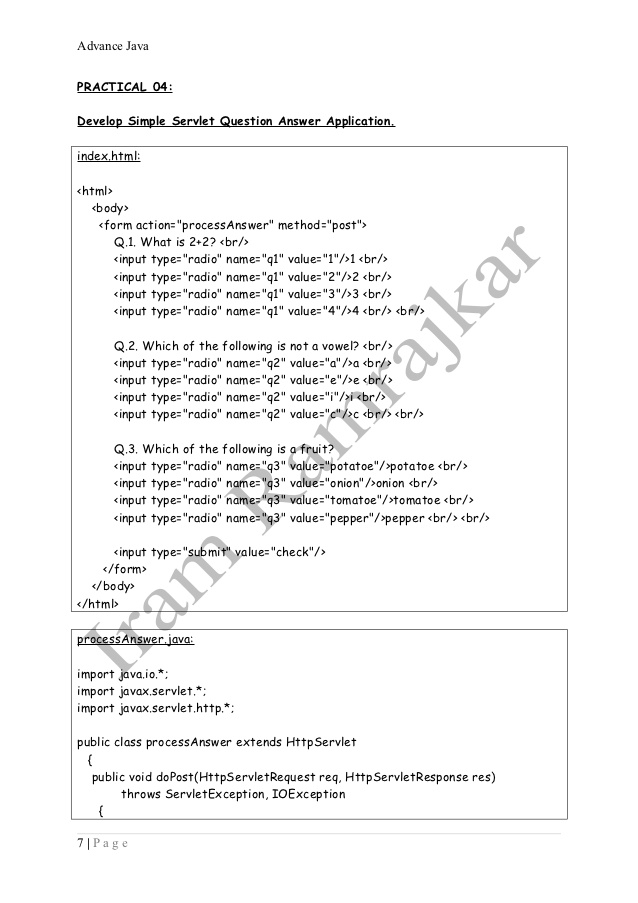 Advance Java
PRACTICAL 04:
Develop Simple Servlet Question Answer Application.
index.html:
<html>
<body>
<form action="processAnswer" method="post">
Q.1. What is 2+2? <br/>
<input type="radio" name="q1" value="1"/>1 <br/>
<input type="radio" name="q1" value="2"/>2 <br/>
<input type="radio" name="q1" value="3"/>3 <br/>
<input type="radio" name="q1" value="4"/>4 <br/> <br/>
Q.2. Which of the following is not a vowel? <br/>
<input type="radio" name="q2" value="a"/>a <br/>
<input type="radio" name="q2" value="e"/>e <br/>
<input type="radio" name="q2" value="i"/>i <br/>
<input type="radio" name="q2" value="c"/>c <br/> <br/>
Q.3. Which of the following is a fruit?
<input type="radio" name="q3" value="potatoe"/>potatoe <br/>
<input type="radio" name="q3" value="onion"/>onion <br/>
<input type="radio" name="q3" value="tomatoe"/>tomatoe <br/>
<input type="radio" name="q3" value="pepper"/>pepper <br/> <br/>
<input type="submit" value="check"/>
</form>
</body>
</html>
Iram Ramrajkar
processAnswer.java:
import java.io.*;
import javax.servlet.*;
import javax.servlet.http.*;
public class processAnswer extends HttpServlet
{
public void doPost(HttpServletRequest req, HttpServletResponse res)
throws ServletException, IOException
{
7 | P a g e